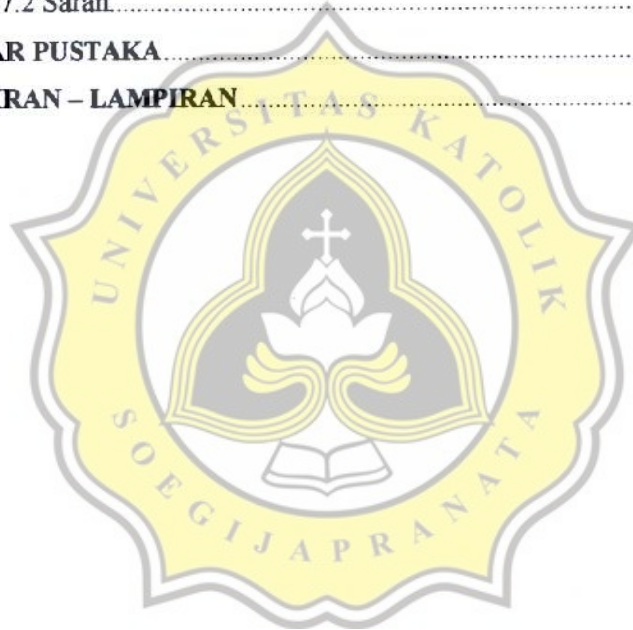 7.2 Saran
AR PUSTAKA
RAN – LAMPIRAN
UNIVERSITAS KATOLIK
SOEGIJAPRANATA